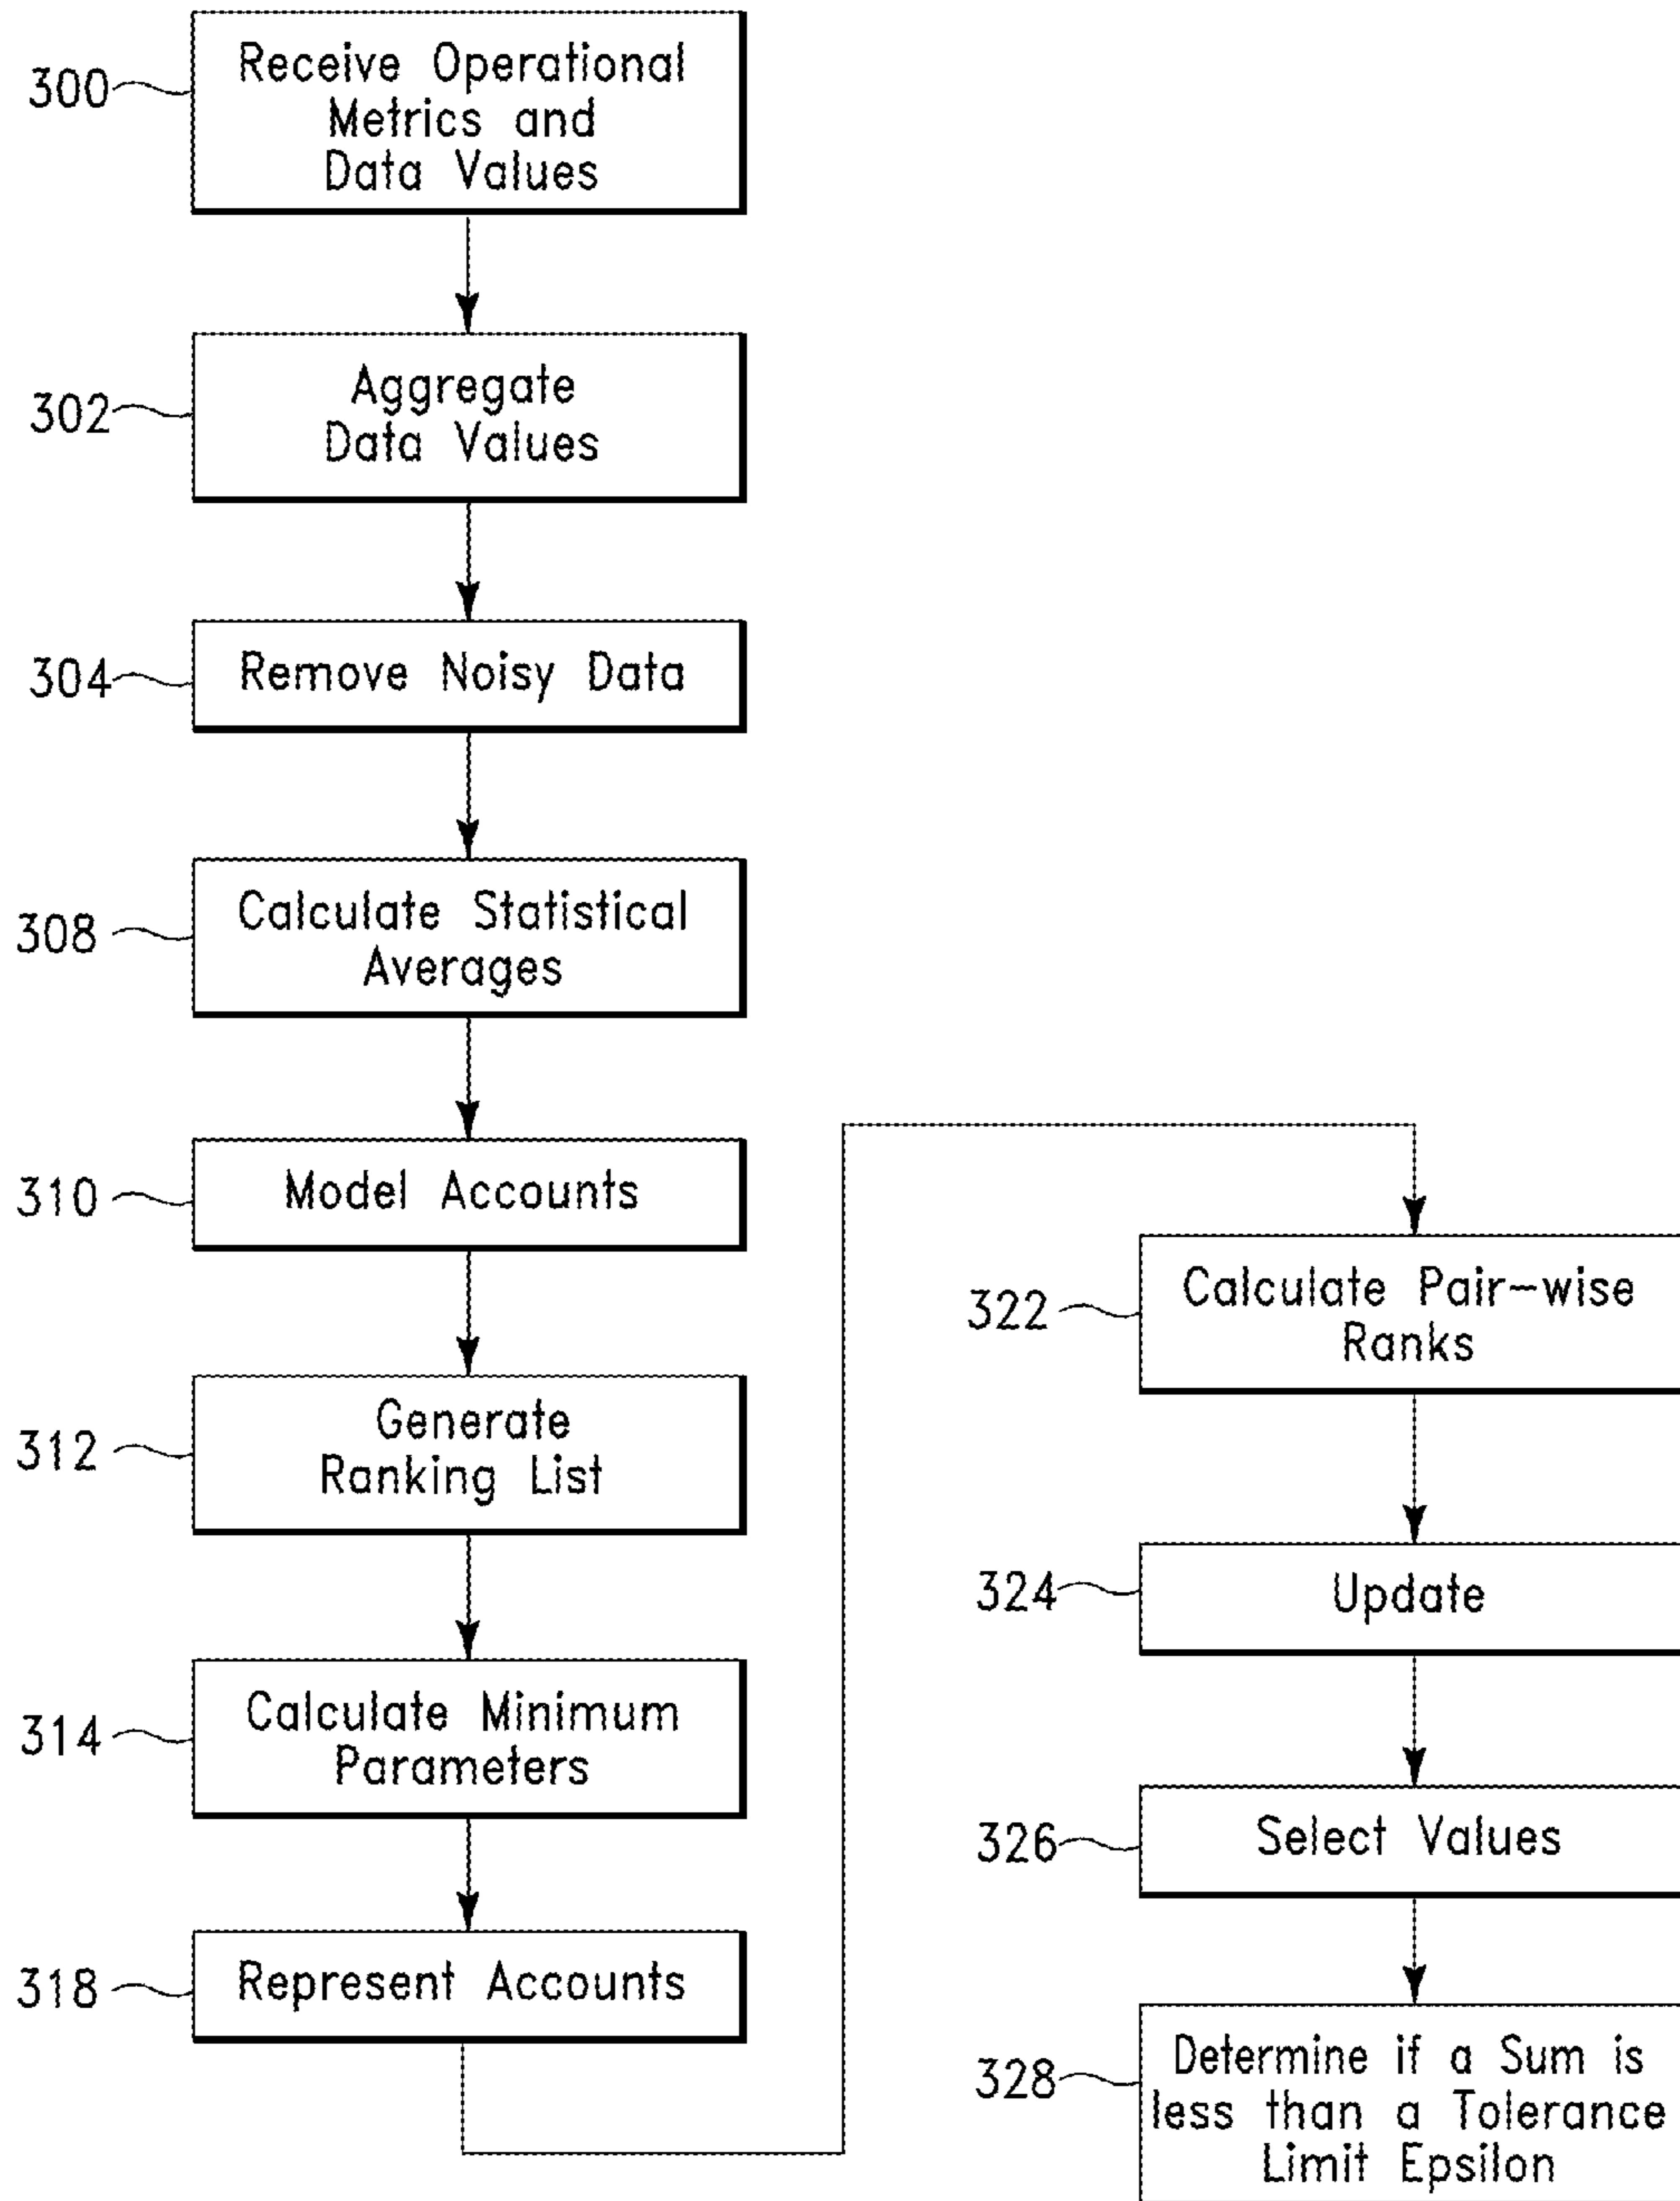 300
Receive Operational
Metrics and
Data Values
302
Aggregate
Data Values
304
Remove Noisy Data
308
Calculate Statistical
Averages
310
Model Accounts
312
Generate
Ranking List
314
Calculate Minimum
Parameters
318
Represent Accounts
322
Calculate Pair-wise
Ranks
324
Update
326
Select Values
328
Determine if a Sum is
less than a Tolerance
Limit Epsilon